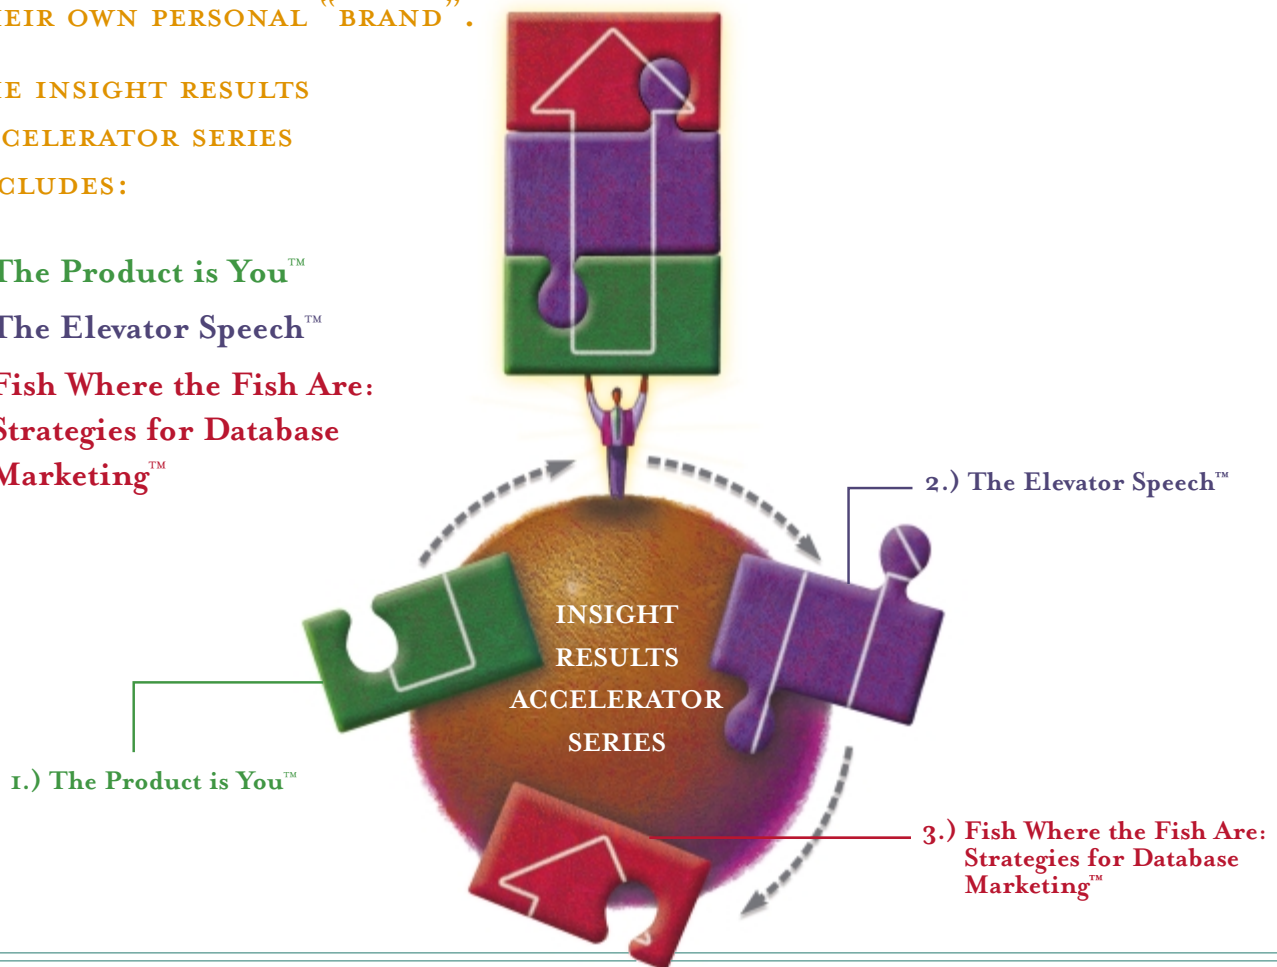 HEIR OWN PERSONAL “BRAND”.
E INSIGHT RESULTS
CELERATOR SERIES
CLUDES:
The Product is You™
The Elevator Speech™
Fish Where the Fish Are:
Strategies for Database
Marketing™
2.) The Elevator Speech™
INSIGHT
RESULTS
ACCELERATOR
SERIES
1.) The Product is You™
3.) Fish Where the Fish Are:
Strategies for Database
Marketing™